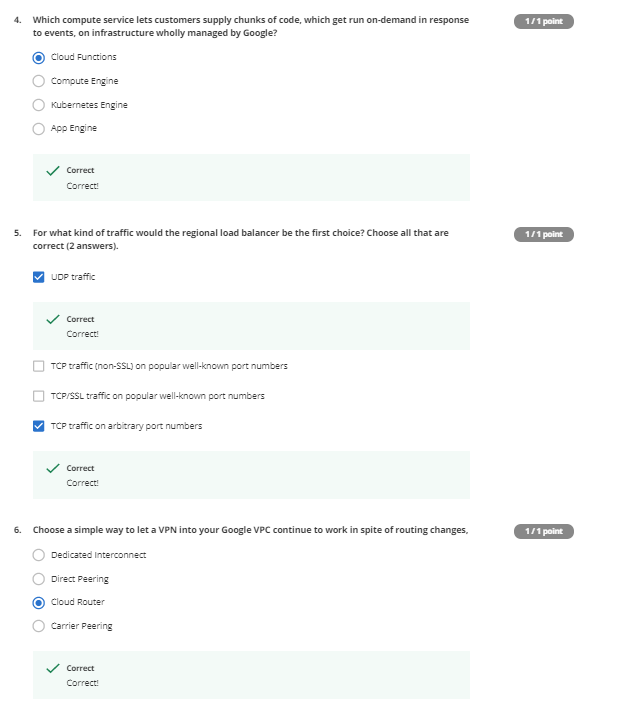 4. Which compute service lets customers supply chunks of code, which get run on-demand in response
1 / 1 point
to events, on infrastructure wholly managed by Google?
Cloud Functions
Compute Engine
Kubernetes Engine
App Engine
Correct
Correct!
5. For what kind of traffic would the regional load balancer be the first choice? Choose all that are
1 / 1 point
correct (2 answers).
UDP traffic
Correct
Correct!
TCP traffic (non-SSL) on popular well-known port numbers
TCP/SSL traffic on popular well-known port numbers
TCP traffic on arbitrary port numbers
Correct
Correct!
6. Choose a simple way to let a VPN into your Google VPC continue to work in spite of routing changes,
1 / 1 point
Dedicated Interconnect
Direct Peering
Cloud Router
Carrier Peering
Correct
Correct!